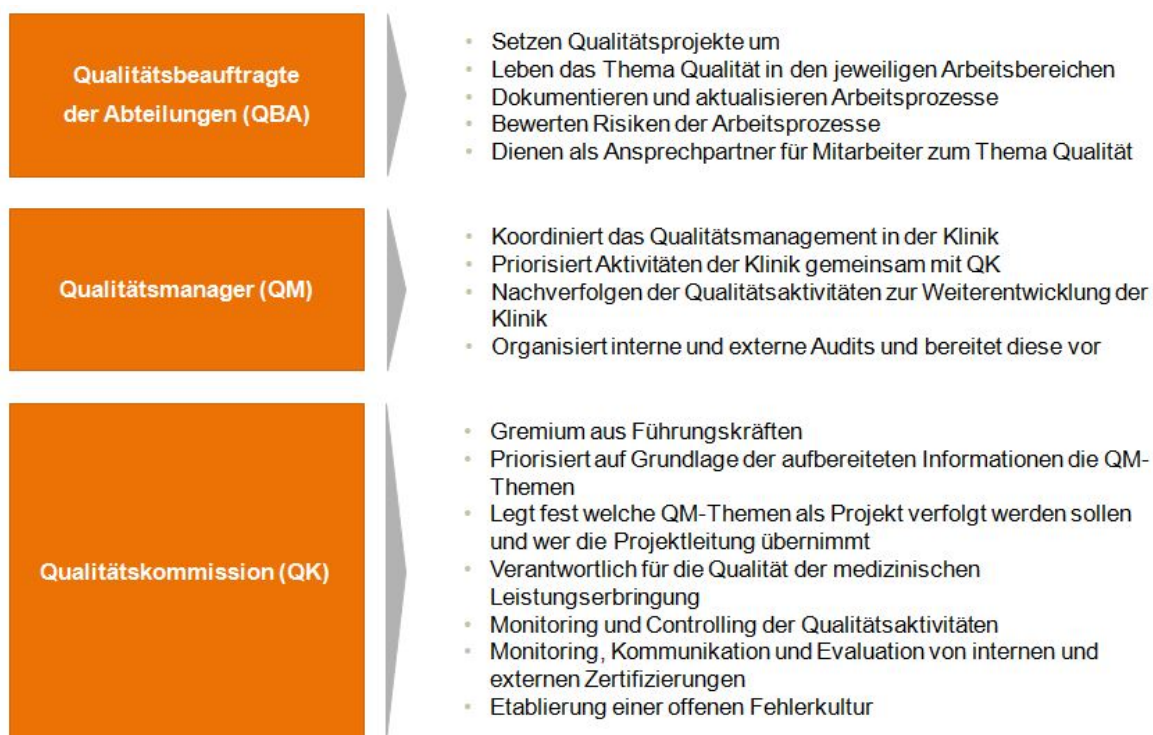 Qualitätsbeauftragte
der Abteilungen (QBA)
• Setzen Qualitätsprojekte um
• Leben das Thema Qualität in den jeweiligen Arbeitsbereichen
• Dokumentieren und aktualisieren Arbeitsprozesse
• Bewerten Risiken der Arbeitsprozesse
• Dienen als Ansprechpartner für Mitarbeiter zum Thema Qualität
Qualitätsmanager (QM)
• Koordiniert das Qualitätsmanagement in der Klinik
• Priorisiert Aktivitäten der Klinik gemeinsam mit QK
• Nachverfolgen der Qualitätsaktivitäten zur Weiterentwicklung der
Klinik
• Organisiert interne und externe Audits und bereitet diese vor
Qualitätskommission (QK)
• Gremium aus Führungskräften
• Priorisiert auf Grundlage der aufbereiteten Informationen die QM-
Themen
• Legt fest welche QM-Themen als Projekt verfolgt werden sollen
und wer die Projektleitung übernimmt
• Verantwortlich für die Qualität der medizinischen
Leistungserbringung
• Monitoring und Controlling der Qualitätsaktivitäten
• Monitoring, Kommunikation und Evaluation von internen und
externen Zertifizierungen
• Etablierung einer offenen Fehlerkultur